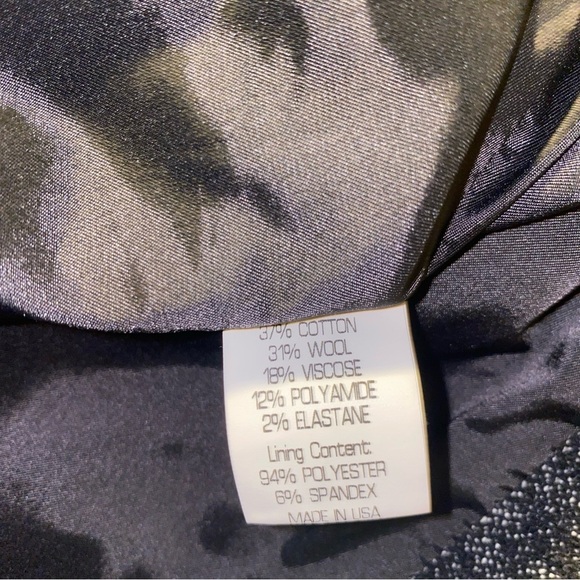 37% COTTON
31% WOOL
18% VISCOSE
12% POLYAMIDE
2% ELASTANE
Lining Content:
94% POLYESTER
6% SPANDEX
MADE IN USA